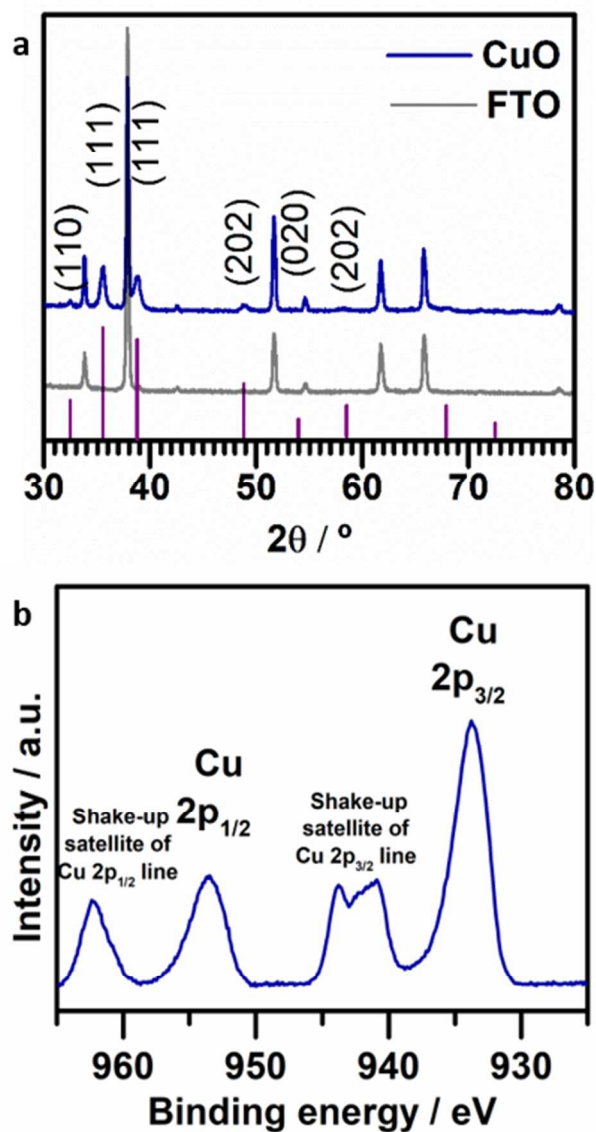 a
CuO
FTO
(110)
(111)
(111)
(202)
(020)
(202)
30 40 50 60 70 80
2θ / º
b
Cu
2p3/2
Cu
2p1/2
Shake-up
satellite of
Cu 2p1/2 line
Shake-up
satellite of
Cu 2p3/2 line
Intensity / a.u.
960 950 940 930
Binding energy / eV